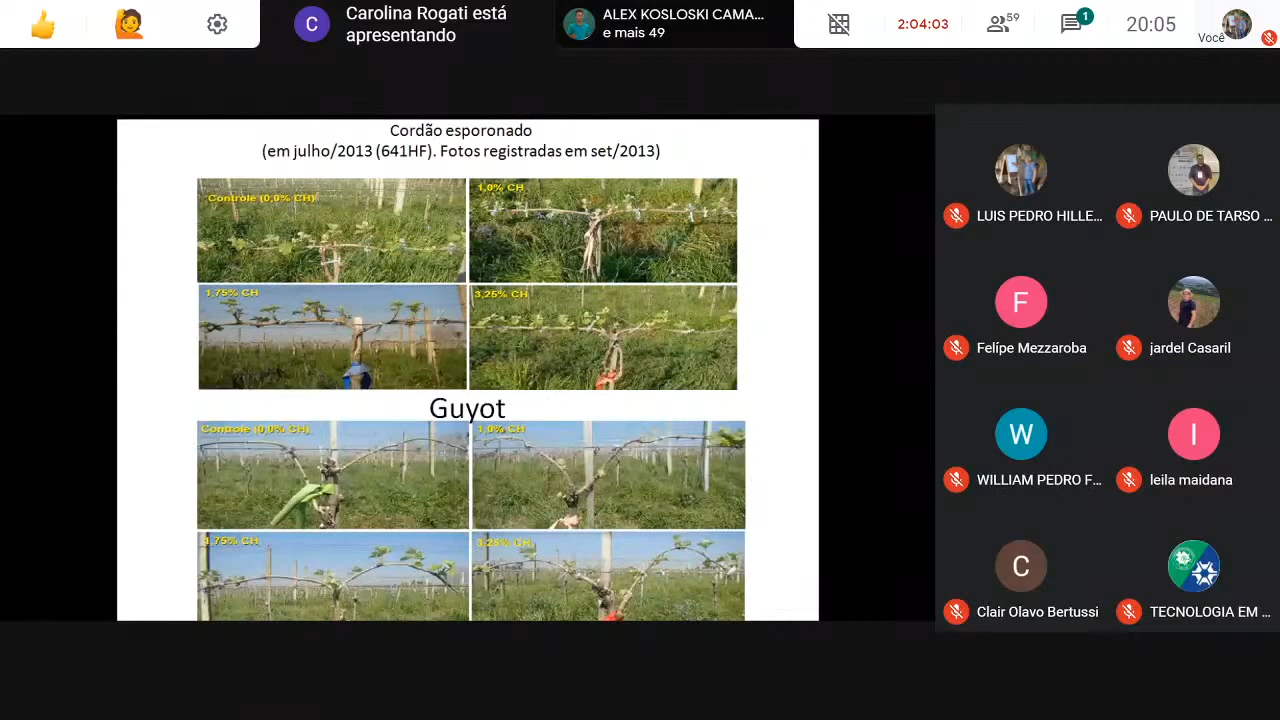 C
Carolina Rogati está
apresentando
ALEX KOSLOSKI CAMA...
e mais 49
2:04:03
59
1
20:05
Você
Cordão esporonado
(em julho/2013 (641HF). Fotos registradas em set/2013)
Controle (0,0% CH)
1,0% CH
1,75% CH
3,25% CH
Guyot
Controle (0,0% CH)
1,0% CH
1,75% CH
3,25% CH
LUIS PEDRO HILLE...
PAULO DE TARSO ...
F
Felípe Mezzaroba
jardel Casaril
W
WILLIAM PEDRO F...
l
leila maidana
C
Clair Olavo Bertussi
TECNOLOGIA EM ...